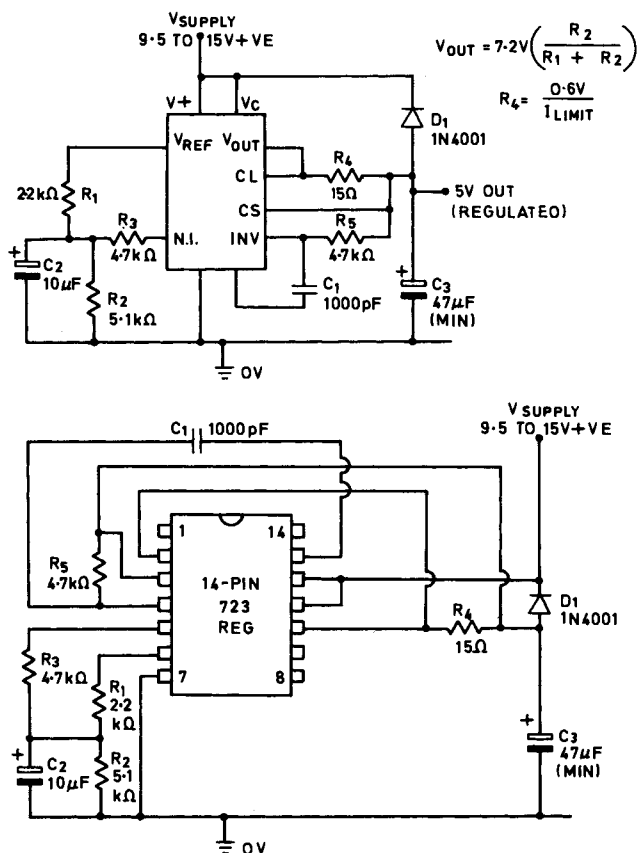 VSUPPLY
9·5 TO 15V+VE
VOUT = 7·2V(R2 / R1 + R2)
R4 = 0·6V / ILIMIT
V+ VC
D1
1N4001
VREF VOUT
CL
CS
N.I. INV
R4
15Ω
5V OUT
(REGULATED)
2·2kΩ R1
R3
4·7kΩ
R5
4·7kΩ
+
C2
10μF
R2
5·1kΩ
C1
1000pF
+
C3
47μF
(MIN)
0V
C1 1000pF
V SUPPLY
9·5 TO 15V+VE
1 14
14-PIN
723
REG
7 8
R5
4·7kΩ
R4
15Ω
D1
1N4001
R3
4·7kΩ
R1
2·2
kΩ
+
C2
10μF
R2
5·1
kΩ
+
C3
47μF
(MIN)
0V